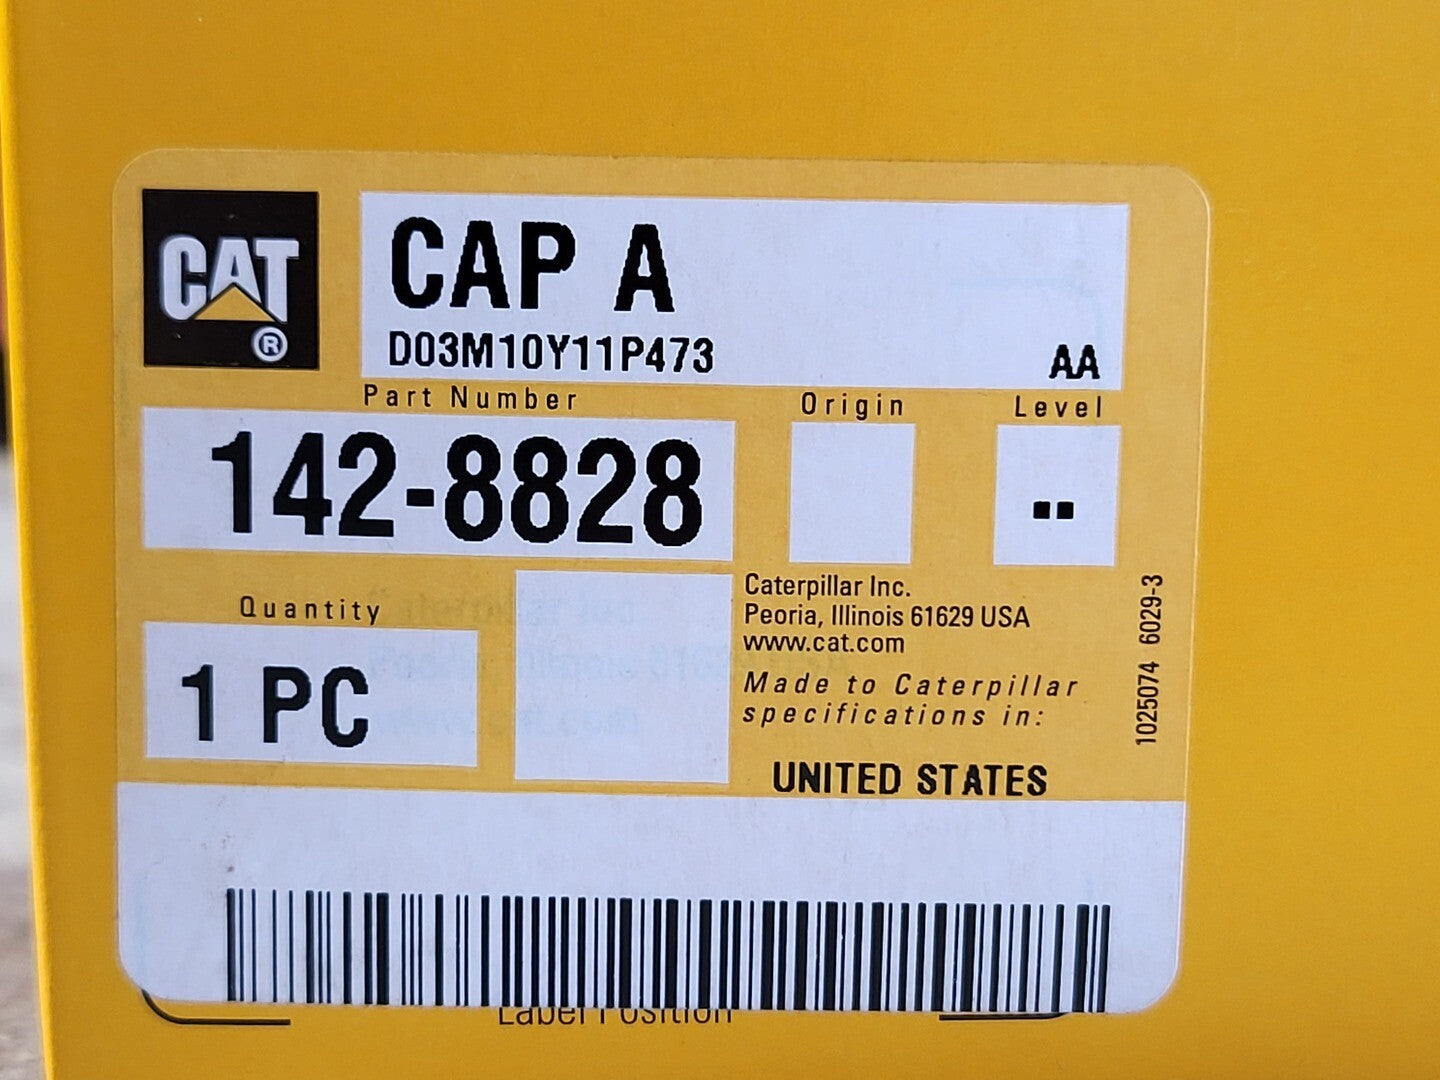 CAT
®
CAP A
D03M10Y11P473
AA
Part Number
Origin
Level
142-8828
--
Quantity
1 PC
Caterpillar Inc.
Peoria, Illinois 61629 USA
www.cat.com
Made to Caterpillar
specifications in:
UNITED STATES
1025074 6029-3
Label Position